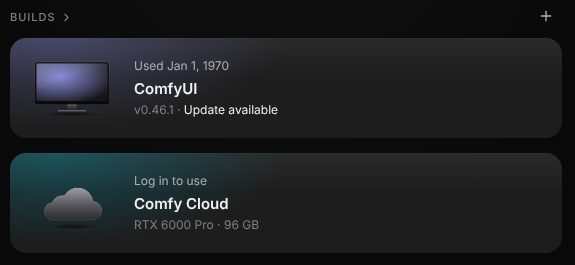 BUILDS
Used Jan 1, 1970
ComfyUI
v0.46.1 · Update available
Log in to use
Comfy Cloud
RTX 6000 Pro · 96 GB